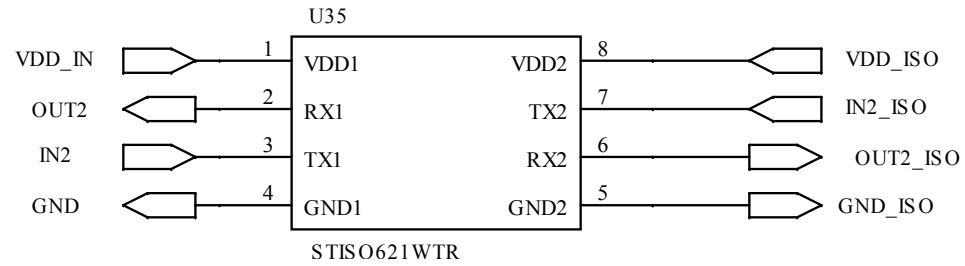 U35
VDD_IN 1 VDD1 VDD2 8 VDD_ISO
OUT2 2 RX1 TX2 7 IN2_ISO
IN2 3 TX1 RX2 6 OUT2_ISO
GND 4 GND1 GND2 5 GND_ISO
STISO621WTR